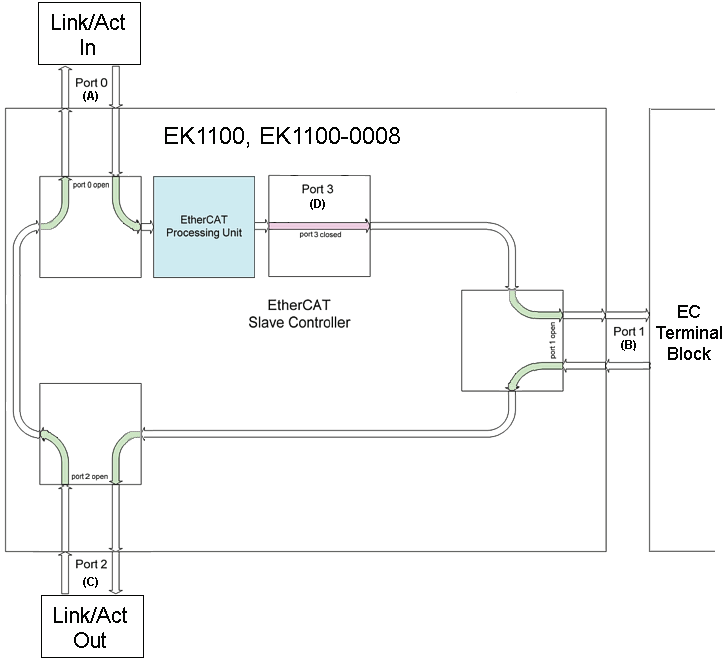 Link/Act
In
Port 0
(A)
EK1100, EK1100-0008
port 0 open
EtherCAT
Processing Unit
Port 3
(D)
port 3 closed
EtherCAT
Slave Controller
port 1 open
Port 1
(B)
EC
Terminal
Block
port 2 open
Port 2
(C)
Link/Act
Out